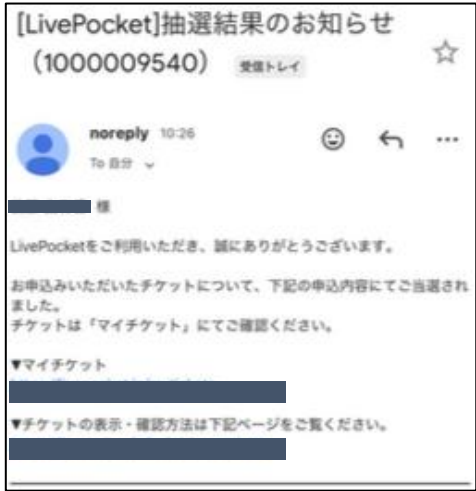 [LivePocket]抽選結果のお知らせ
（1000009540） 受信トレイ
noreply 10:26
To 自分
様
LivePocketをご利用いただき、誠にありがとうございます。
お申込みいただいたチケットについて、下記の申込内容にてご当選され
ました。
チケットは「マイチケット」にてご確認ください。
▼マイチケット
▼チケットの表示・確認方法は下記ページをご覧ください。